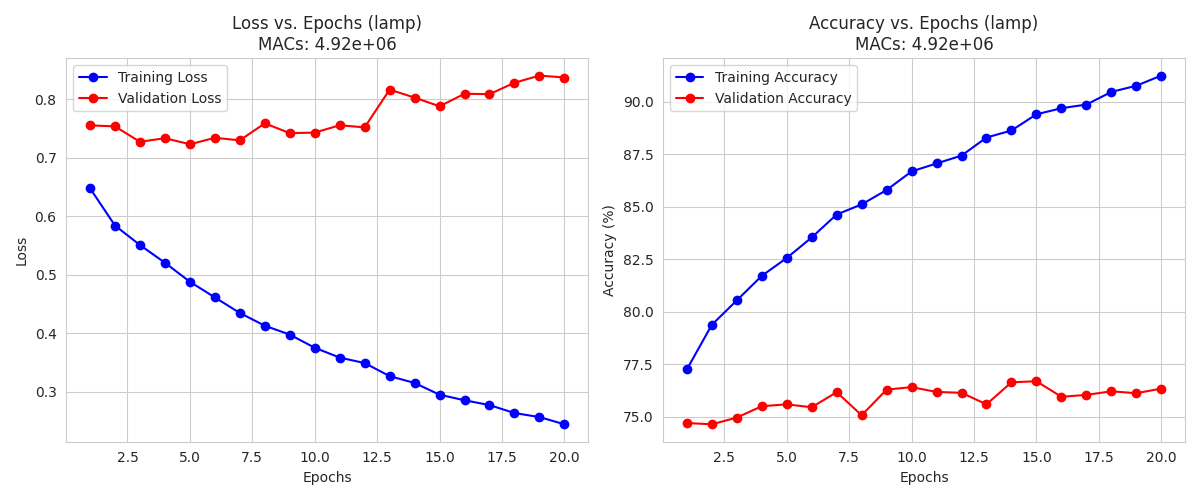 Loss vs. Epochs (lamp)
MACs: 4.92e+06
Training Loss
Validation Loss
0.8
0.7
0.6
0.5
0.4
0.3
Loss
2.5 5.0 7.5 10.0 12.5 15.0 17.5 20.0
Epochs
Accuracy vs. Epochs (lamp)
MACs: 4.92e+06
Training Accuracy
Validation Accuracy
90.0
87.5
85.0
82.5
80.0
77.5
75.0
Accuracy (%)
2.5 5.0 7.5 10.0 12.5 15.0 17.5 20.0
Epochs